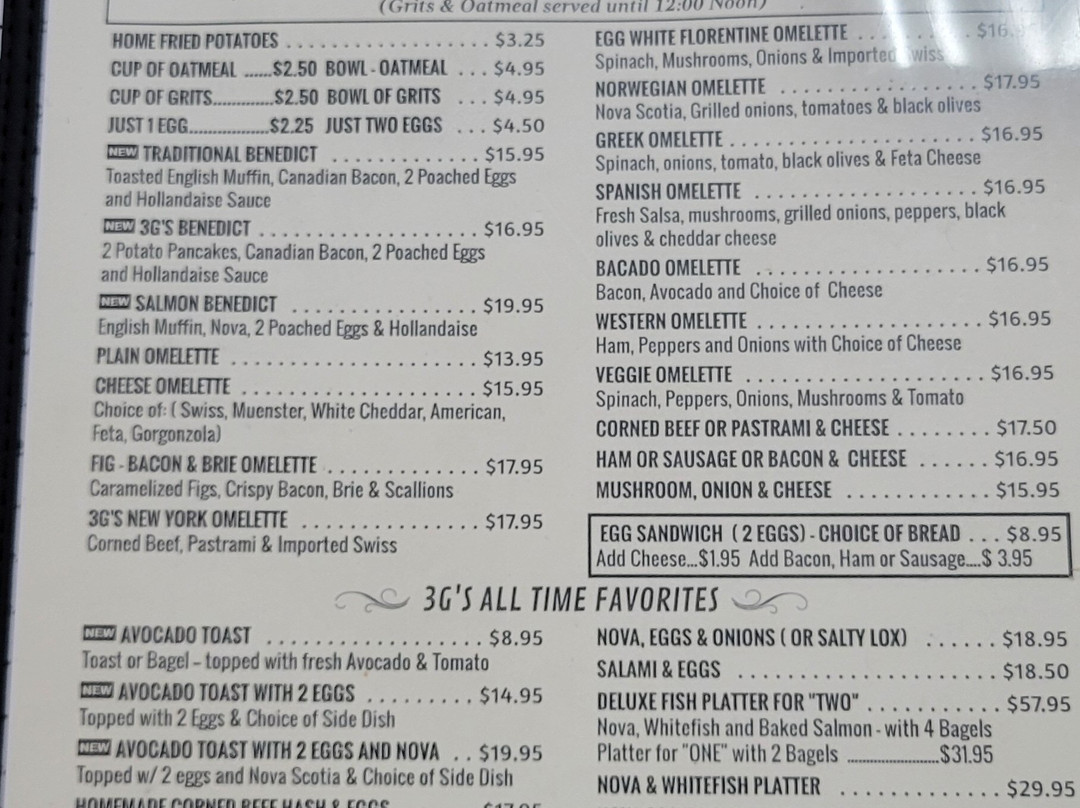 (Grits & Oatmeal served until 12:00 Noon)
HOME FRIED POTATOES ........................ $3.25
CUP OF OATMEAL ......$2.50 BOWL - OATMEAL ... $4.95
CUP OF GRITS.............$2.50 BOWL OF GRITS ... $4.95
JUST 1 EGG..................$2.25 JUST TWO EGGS ... $4.50
NEW TRADITIONAL BENEDICT ............. $15.95
Toasted English Muffin, Canadian Bacon, 2 Poached Eggs
and Hollandaise Sauce
NEW 3G'S BENEDICT .................... $16.95
2 Potato Pancakes, Canadian Bacon, 2 Poached Eggs
and Hollandaise Sauce
NEW SALMON BENEDICT ................ $19.95
English Muffin, Nova, 2 Poached Eggs & Hollandaise
PLAIN OMELETTE ...................... $13.95
CHEESE OMELETTE ..................... $15.95
Choice of: ( Swiss, Muenster, White Cheddar, American,
Feta, Gorgonzola)
FIG - BACON & BRIE OMELETTE ............. $17.95
Caramelized Figs, Crispy Bacon, Brie & Scallions
3G'S NEW YORK OMELETTE ............... $17.95
Corned Beef, Pastrami & Imported Swiss
EGG WHITE FLORENTINE OMELETTE
Spinach, Mushrooms, Onions & Imported
NORWEGIAN OMELETTE ................... $17.95
Nova Scotia, Grilled onions, tomatoes & black olives
GREEK OMELETTE ...................... $16.95
Spinach, onions, tomato, black olives & Feta Cheese
SPANISH OMELETTE .................... $16.95
Fresh Salsa, mushrooms, grilled onions, peppers, black
olives & cheddar cheese
BACADO OMELETTE .................... $16.95
Bacon, Avocado and Choice of Cheese
WESTERN OMELETTE .................... $16.95
Ham, Peppers and Onions with Choice of Cheese
VEGGIE OMELETTE ..................... $16.95
Spinach, Peppers, Onions, Mushrooms & Tomato
CORNED BEEF OR PASTRAMI & CHEESE ........ $17.50
HAM OR SAUSAGE OR BACON & CHEESE ...... $16.95
MUSHROOM, ONION & CHEESE ............ $15.95
EGG SANDWICH ( 2 EGGS) - CHOICE OF BREAD ... $8.95
Add Cheese...$1.95 Add Bacon, Ham or Sausage....$ 3.95
3G'S ALL TIME FAVORITES
NEW AVOCADO TOAST ................... $8.95
Toast or Bagel – topped with fresh Avocado & Tomato
NEW AVOCADO TOAST WITH 2 EGGS ......... $14.95
Topped with 2 Eggs & Choice of Side Dish
NEW AVOCADO TOAST WITH 2 EGGS AND NOVA .. $19.95
Topped w/ 2 eggs and Nova Scotia & Choice of Side Dish
HOMEMADE CORNED BEEF HASH & EGGS
NOVA, EGGS & ONIONS ( OR SALTY LOX) ...... $18.95
SALAMI & EGGS ....................... $18.50
DELUXE FISH PLATTER FOR "TWO" ........... $57.95
Nova, Whitefish and Baked Salmon - with 4 Bagels
Platter for "ONE" with 2 Bagels ........................$31.95
NOVA & WHITEFISH PLATTER ............. $29.95